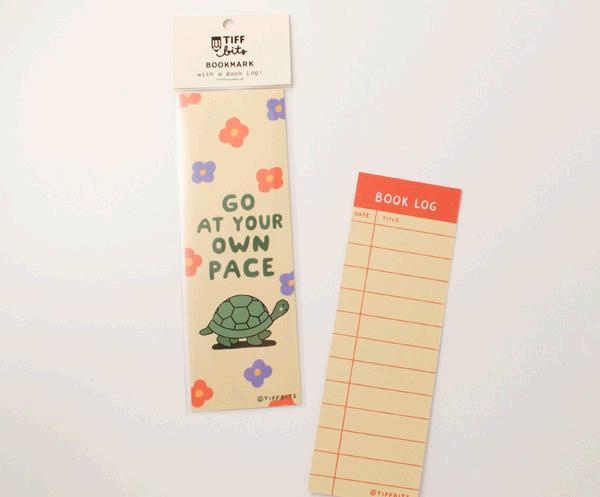 TIFF
bits
BOOKMARK
with a Book Log!
GO
AT YOUR
OWN
PACE
©TIFFBITS
BOOK LOG
DATE TITLE
©TIFFBITS